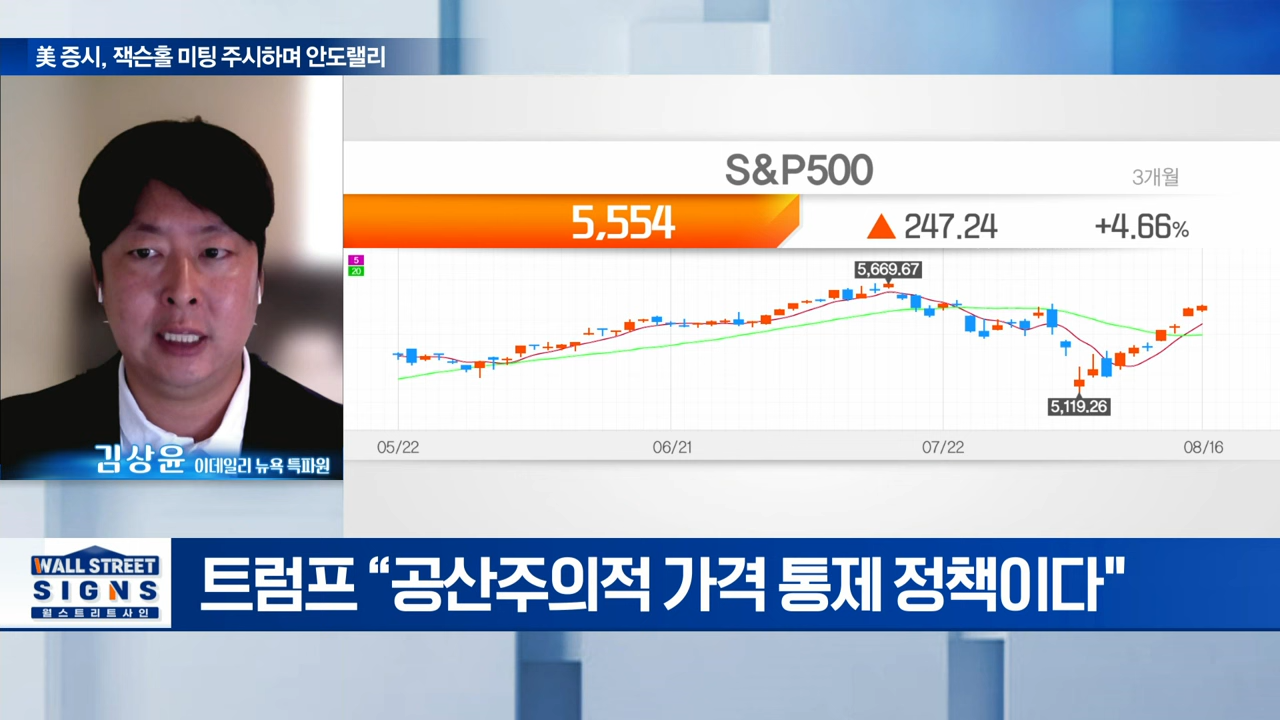 美 증시, 잭슨홀 미팅 주시하며 안도랠리
S&P500
3개월
5,554
▲ 247.24
+4.66%
5
20
5,669.67
5,119.26
05/22
06/21
07/22
08/16
김상윤 이데일리 뉴욕 특파원
WALL STREET
SIGNS
월스트리트사인
트럼프 “공산주의적 가격 통제 정책이다"